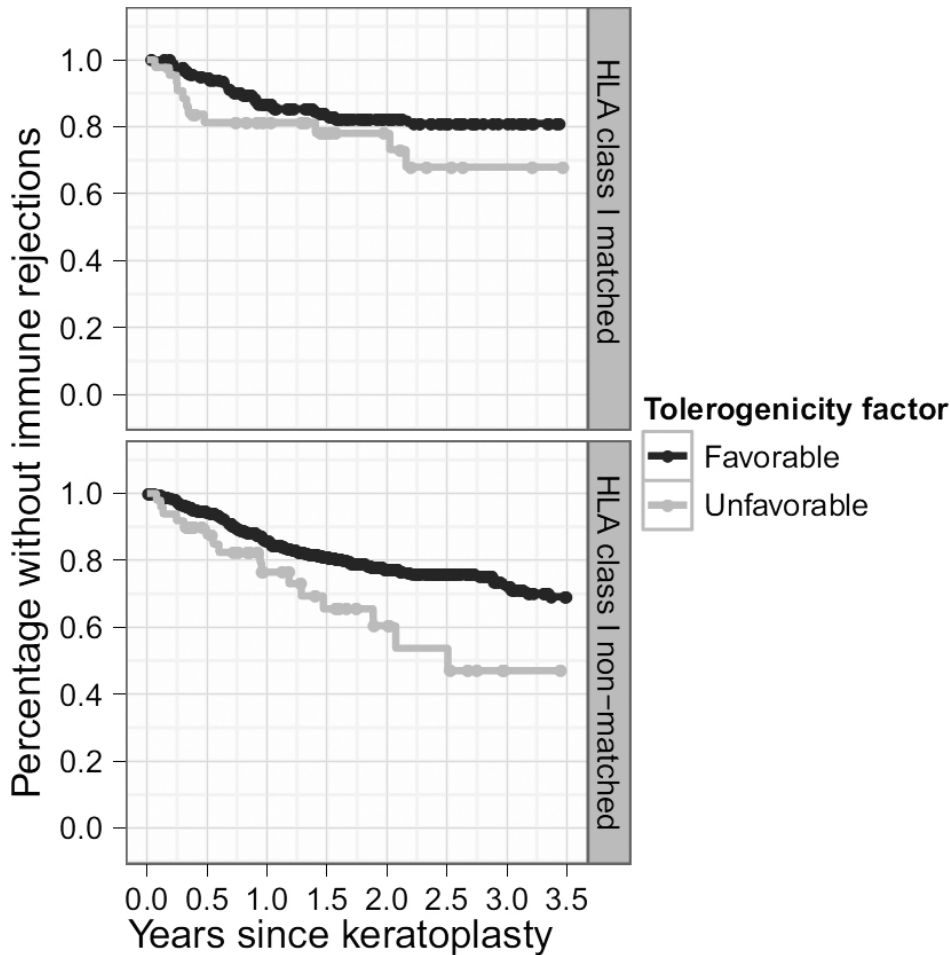 Percentage without immune rejections
1.0
0.8
0.6
0.4
0.2
0.0
HLA class I matched
1.0
0.8
0.6
0.4
0.2
0.0
HLA class I non−matched
0.0 0.5 1.0 1.5 2.0 2.5 3.0 3.5
Years since keratoplasty
Tolerogenicity factor
Favorable
Unfavorable